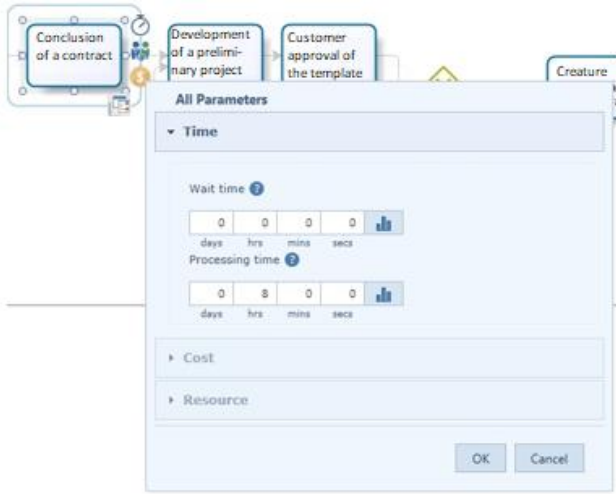 Conclusion
of a contract
Development
of a prelimi-
nary project
Customer
approval of
the template
Creature
All Parameters
Time
Wait time ?
0 0 0 0
days hrs mins secs
Processing time ?
0 8 0 0
days hrs mins secs
Cost
Resource
OK Cancel